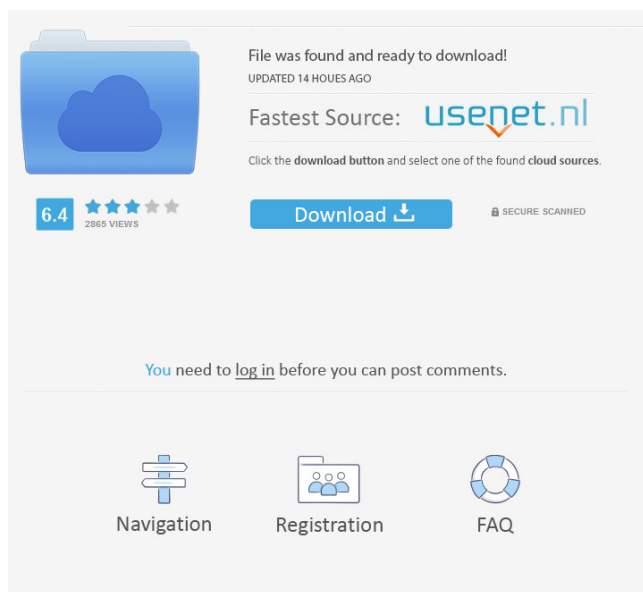 File was found and ready to download!
UPDATED 14 HOUES AGO
Fastest Source: usenet.nl
Click the download button and select one of the found cloud sources.
6.4
2865 VIEWS
Download
SECURE SCANNED
You need to log in before you can post comments.
Navigation
Registration
FAQ